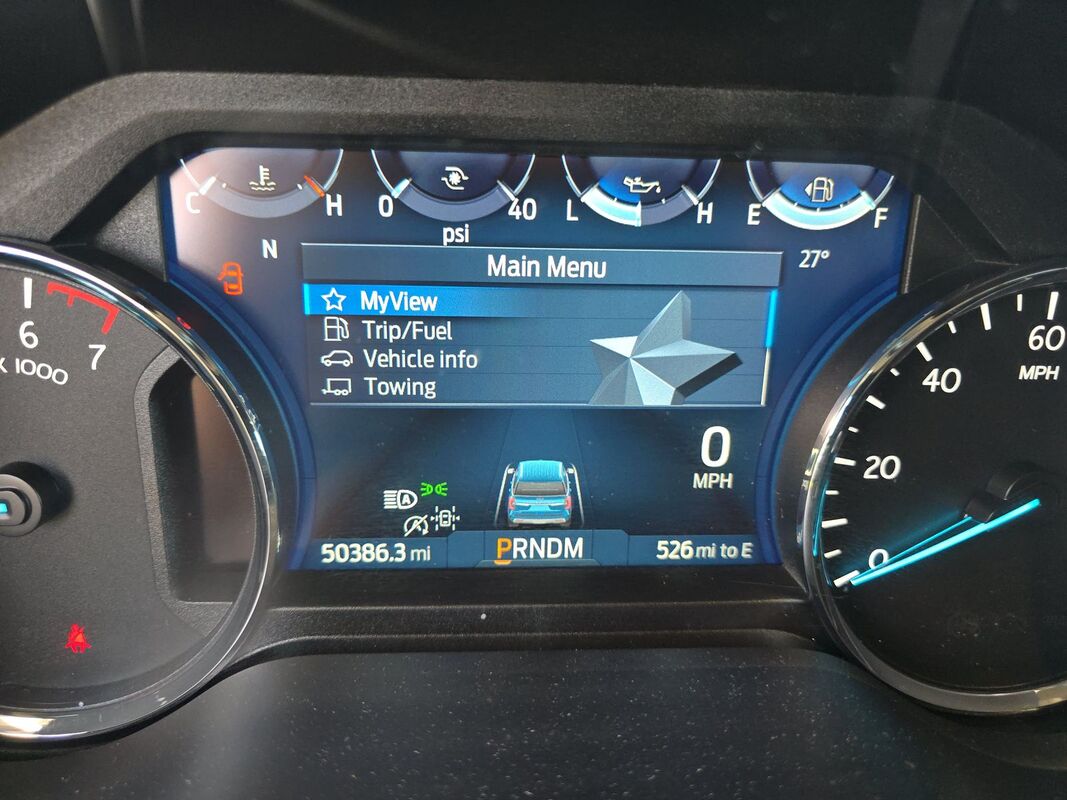 C H 0 40 L H E F
psi
N
27°
Main Menu
MyView
Trip/Fuel
Vehicle info
Towing
6
7
X 1000
0
MPH
A
50386.3 mi
PRNDM
526 mi to E
60
MPH
40
20
0